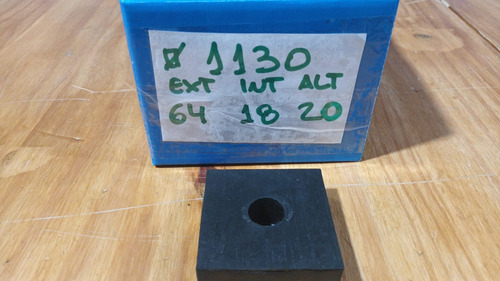 Ø 1130
EXT INT ALT
64 18 20